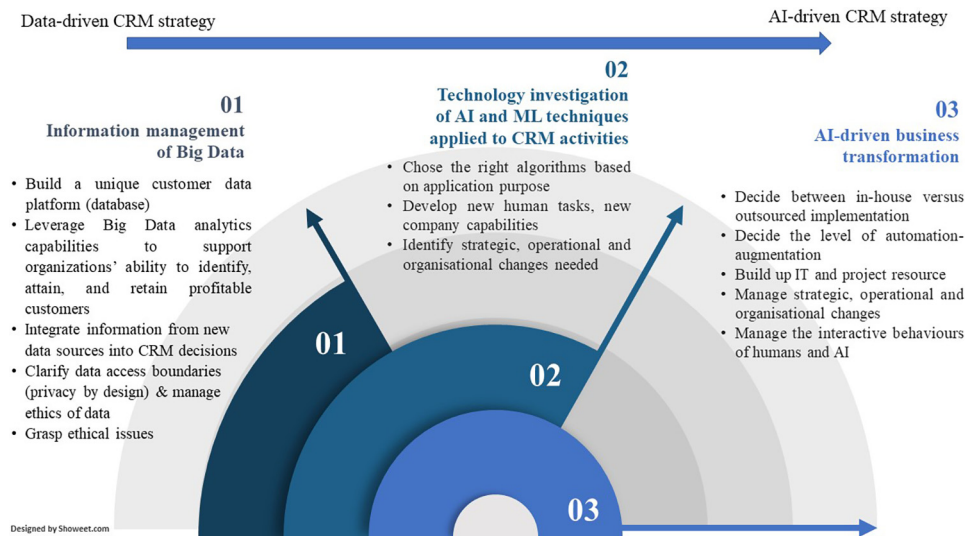 Data-driven CRM strategy
AI-driven CRM strategy
01
Information management
of Big Data
• Build a unique customer data
platform (database)
• Leverage Big Data analytics
capabilities to support
organizations’ ability to identify,
attain, and retain profitable
customers
• Integrate information from new
data sources into CRM decisions
• Clarify data access boundaries
(privacy by design) & manage
ethics of data
• Grasp ethical issues
02
Technology investigation
of AI and ML techniques
applied to CRM activities
• Chose the right algorithms based
on application purpose
• Develop new human tasks, new
company capabilities
• Identify strategic, operational and
organisational changes needed
03
AI-driven business
transformation
• Decide between in-house versus
outsourced implementation
• Decide the level of automation-
augmentation
• Build up IT and project resource
• Manage strategic, operational and
organisational changes
• Manage the interactive behaviours
of humans and AI
01
02
03
Designed by Showeet.com